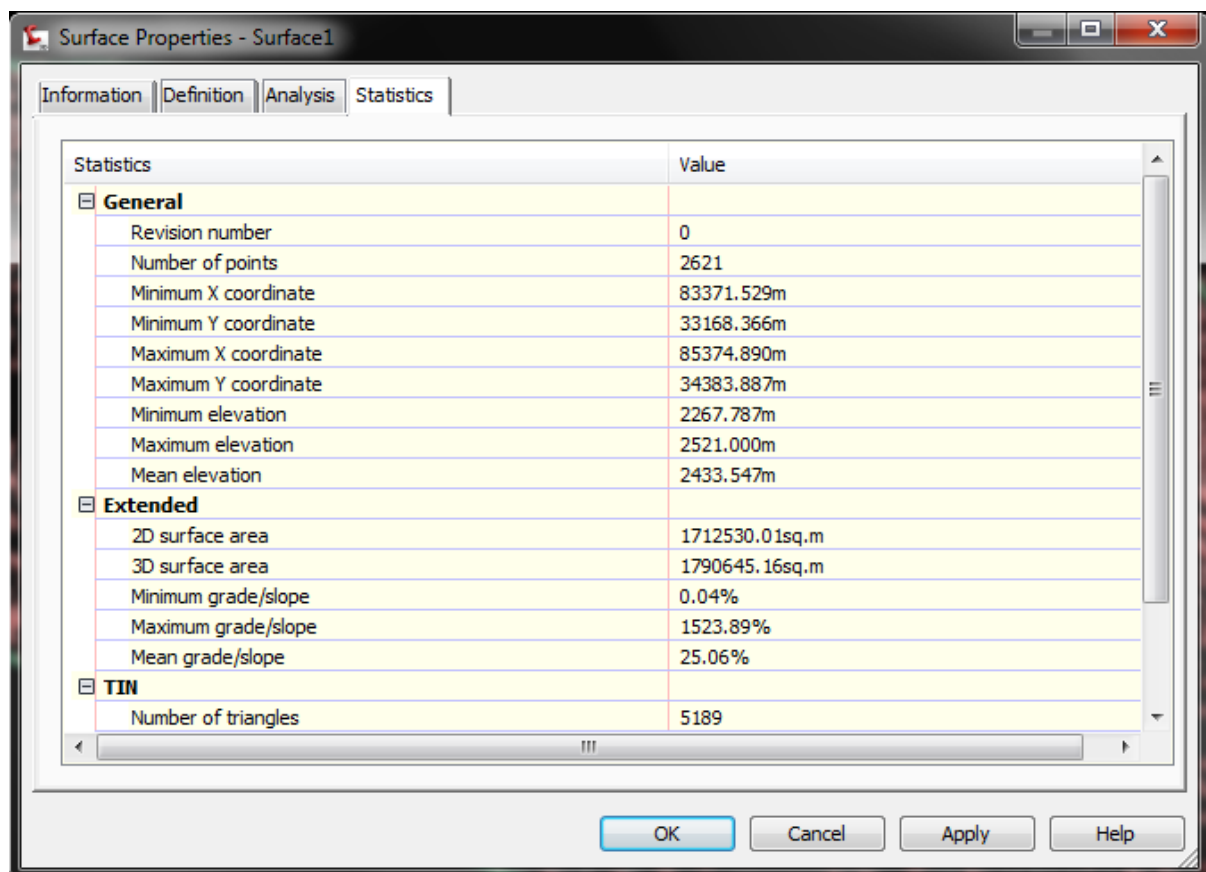 Surface Properties - Surface1
Information Definition Analysis Statistics
Statistics Value
General
Revision number 0
Number of points 2621
Minimum X coordinate 83371.529m
Minimum Y coordinate 33168.366m
Maximum X coordinate 85374.890m
Maximum Y coordinate 34383.887m
Minimum elevation 2267.787m
Maximum elevation 2521.000m
Mean elevation 2433.547m
Extended
2D surface area 1712530.01sq.m
3D surface area 1790645.16sq.m
Minimum grade/slope 0.04%
Maximum grade/slope 1523.89%
Mean grade/slope 25.06%
TIN
Number of triangles 5189
OK Cancel Apply Help